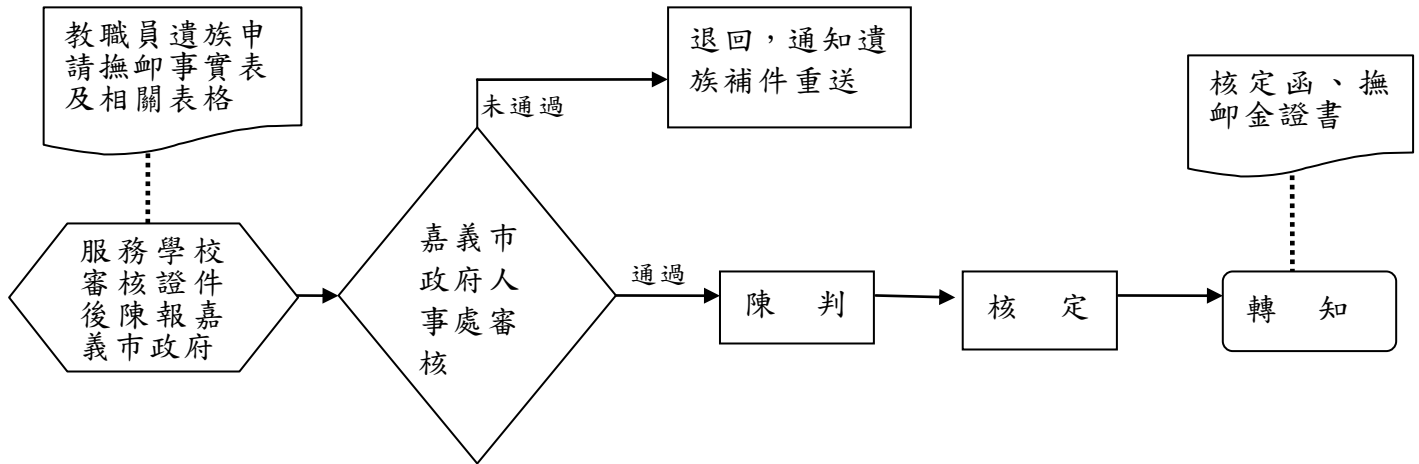 教職員遺族申
請撫卹事實表
及相關表格
退回，通知遺
族補件重送
核定函、撫
卹金證書
未通過
服務學校
審核證件
後陳報嘉
義市政府
嘉義市
政府人
事處審
核
通過
陳 判
核 定
轉 知